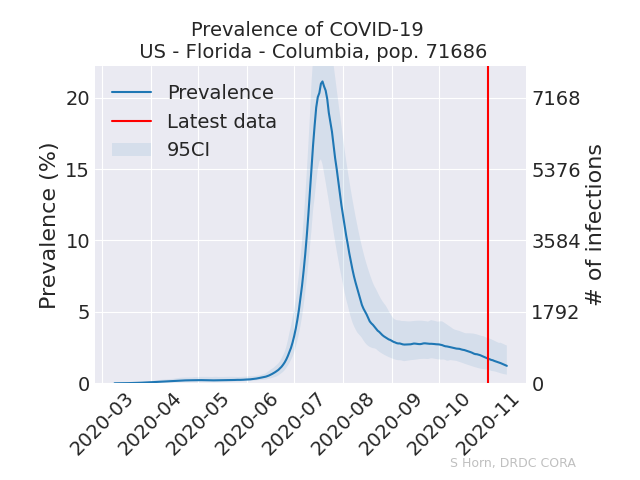 Prevalence of COVID-19
US - Florida - Columbia, pop. 71686
Prevalence
Latest data
95CI
Prevalence (%)
20
15
10
5
0
7168
5376
3584
1792
0
# of infections
2020-03
2020-04
2020-05
2020-06
2020-07
2020-08
2020-09
2020-10
2020-11
S Horn, DRDC CORA